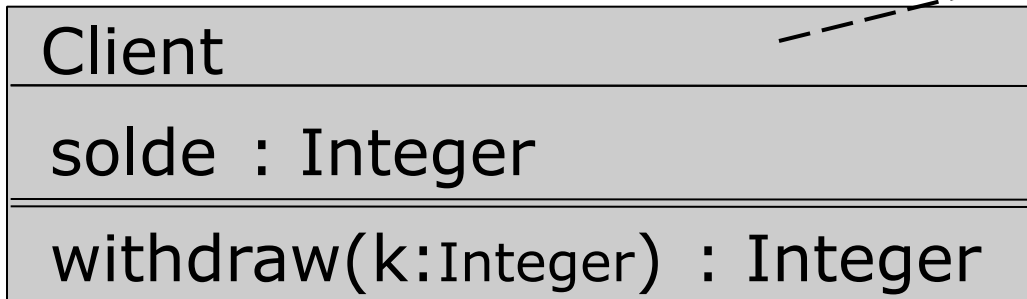 Client
solde : Integer
withdraw(k:Integer) : Integer